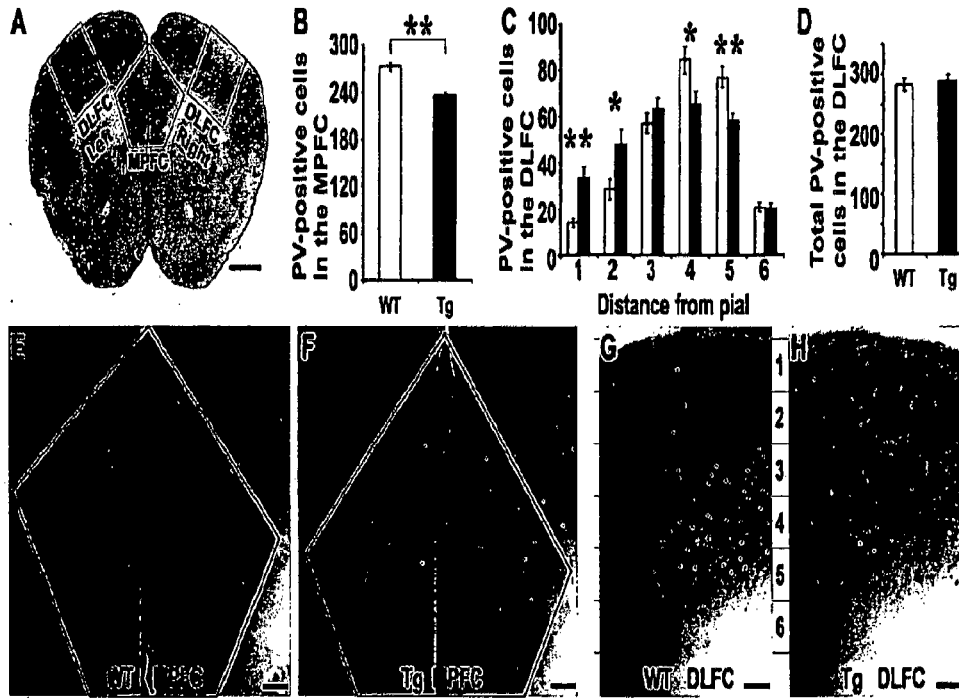 A
DLFC
Left
MPFC
DLFC
Right
B
PV-positive cells
in the MPFC
300
240
180
120
60
0
**
WT
Tg
C
PV-positive cells
in the DLFC
100
80
60
40
20
0
**
*
*
**
1 2 3 4 5 6
Distance from pial
D
Total PV-positive
cells in the DLFC
300
200
100
0
WT Tg
E
WT MPFC
F
Tg MPFC
G
WT DLFC
1
2
3
4
5
6
H
Tg DLFC